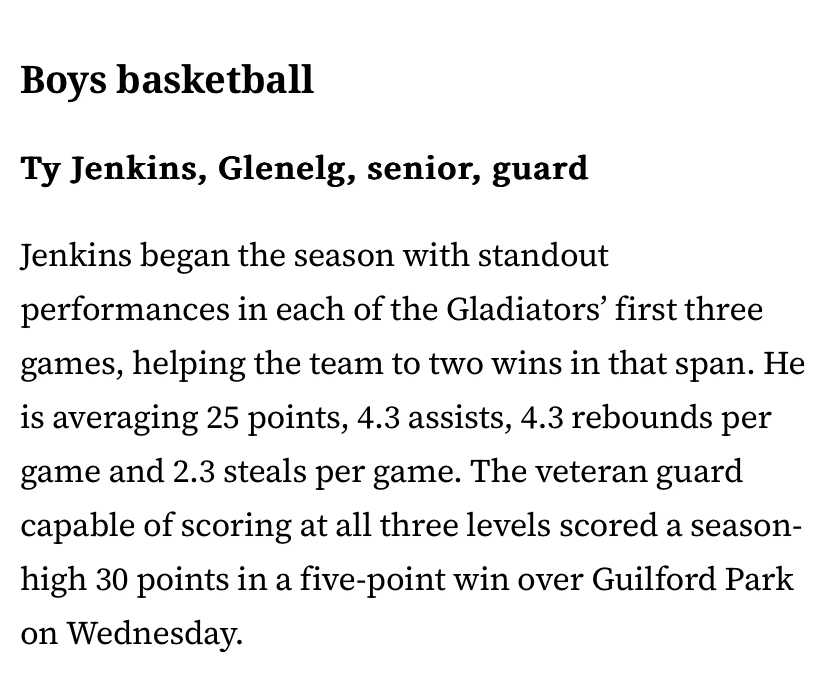 Boys basketball
Ty Jenkins, Glenelg, senior, guard
Jenkins began the season with standout
performances in each of the Gladiators’ first three
games, helping the team to two wins in that span. He
is averaging 25 points, 4.3 assists, 4.3 rebounds per
game and 2.3 steals per game. The veteran guard
capable of scoring at all three levels scored a season-
high 30 points in a five-point win over Guilford Park
on Wednesday.